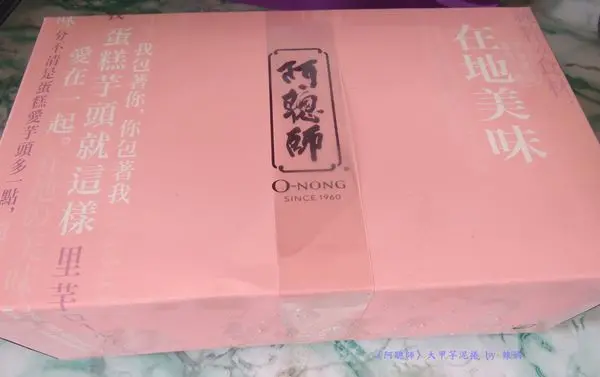 在地美味
阿聰師
O-NONG
SINCE 1960
我包著你，你包著我
蛋糕芋頭就這樣
愛在一起。
分不清是蛋糕愛芋頭多一點，
里芋
《阿聰師》大甲芋泥捲 by